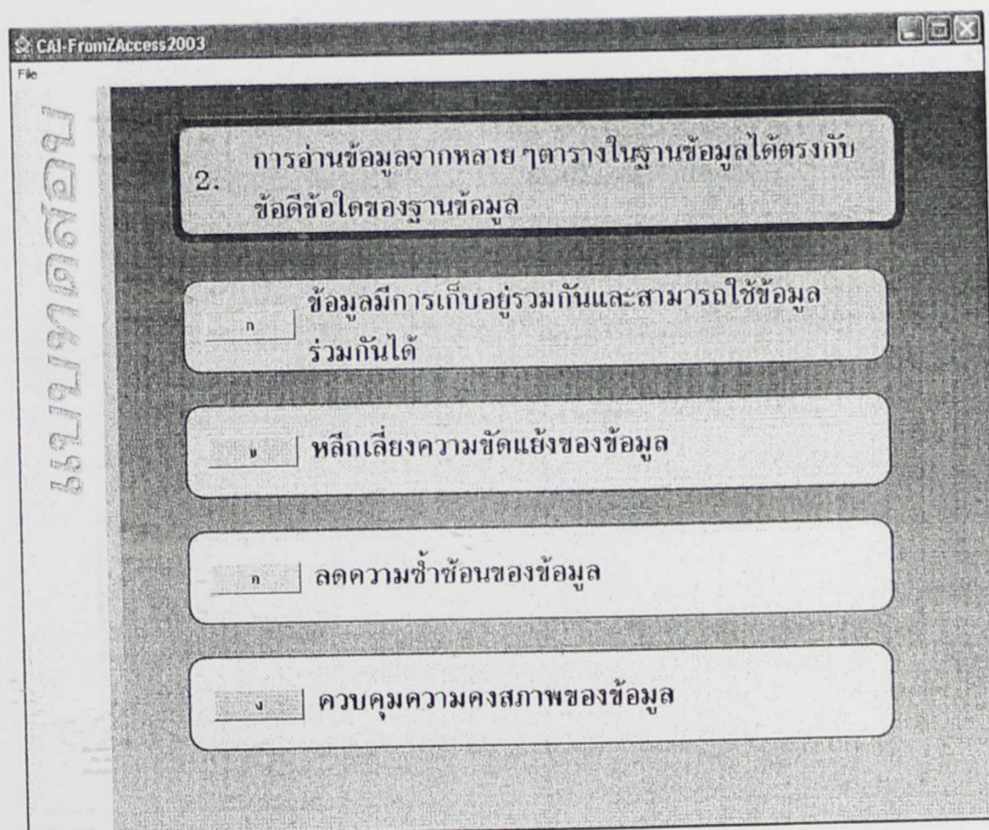 CAI-FromZAccess2003
File
แบบทดสอบ
2. การอ่านข้อมูลจากหลาย ๆตารางในฐานข้อมูลได้ตรงกับ
ข้อดีข้อใดของฐานข้อมูล
ก ข้อมูลมีการเก็บอยู่รวมกันและสามารถใช้ข้อมูล
ร่วมกันได้
ข หลีกเลี่ยงความขัดแย้งของข้อมูล
ค ลดความซ้ำซ้อนของข้อมูล
ง ควบคุมความคงสภาพของข้อมูล